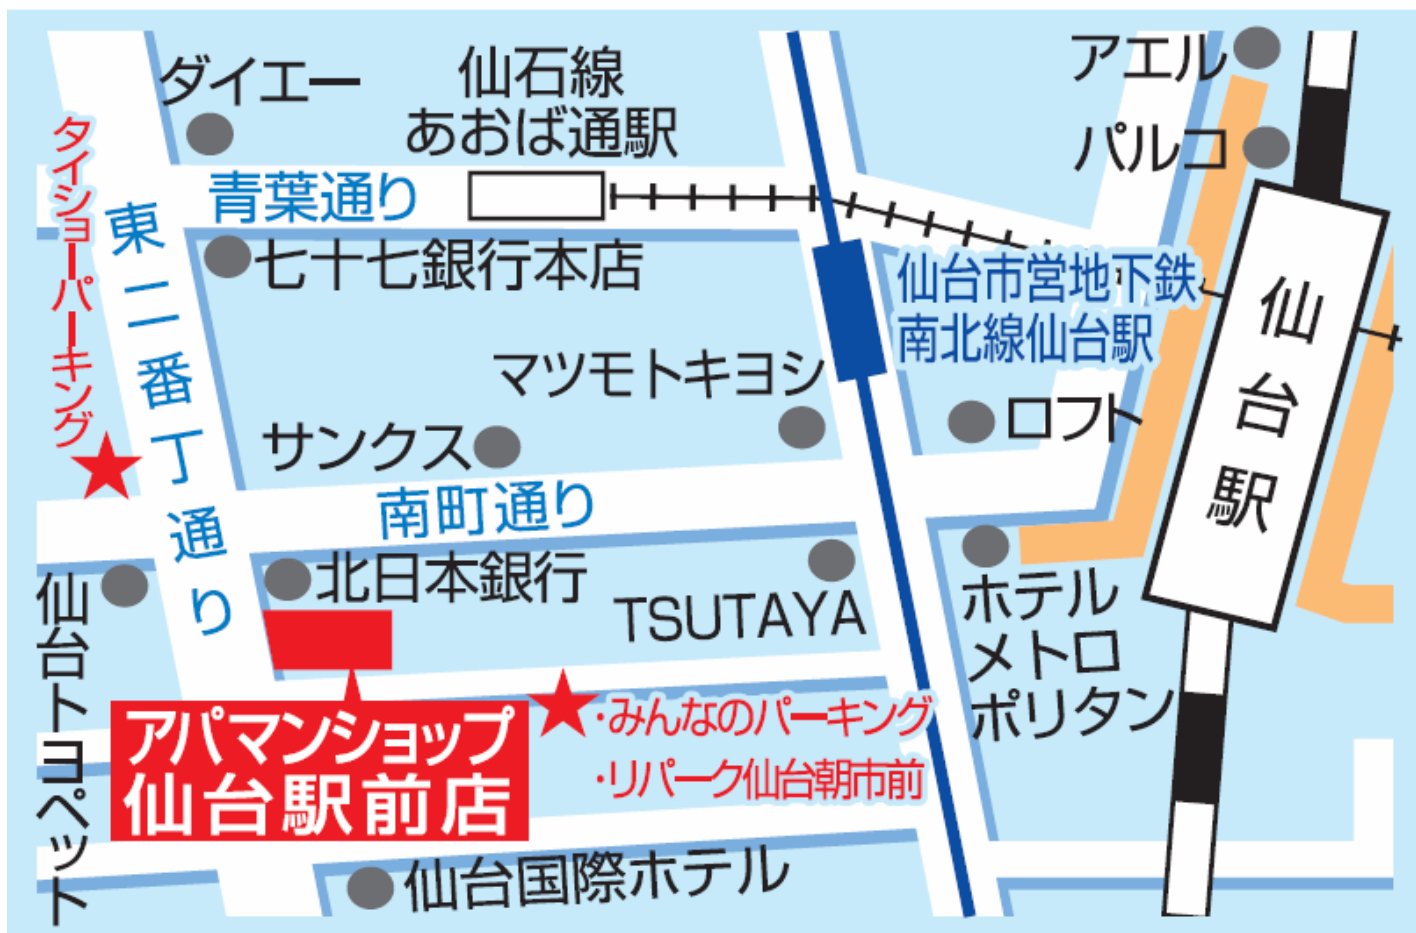 ダイエー
仙石線
あおば通駅
アエル
パルコ
タイショーパーキング
青葉通り
東二番丁通り
七十七銀行本店
仙台市営地下鉄
南北線仙台駅
仙台駅
マツモトキヨシ
ロフト
サンクス
南町通り
北日本銀行
TSUTAYA
ホテル
メトロ
ポリタン
仙台トヨペット
アパマンショップ
仙台駅前店
・みんなのパーキング
・リパーク仙台朝市前
仙台国際ホテル